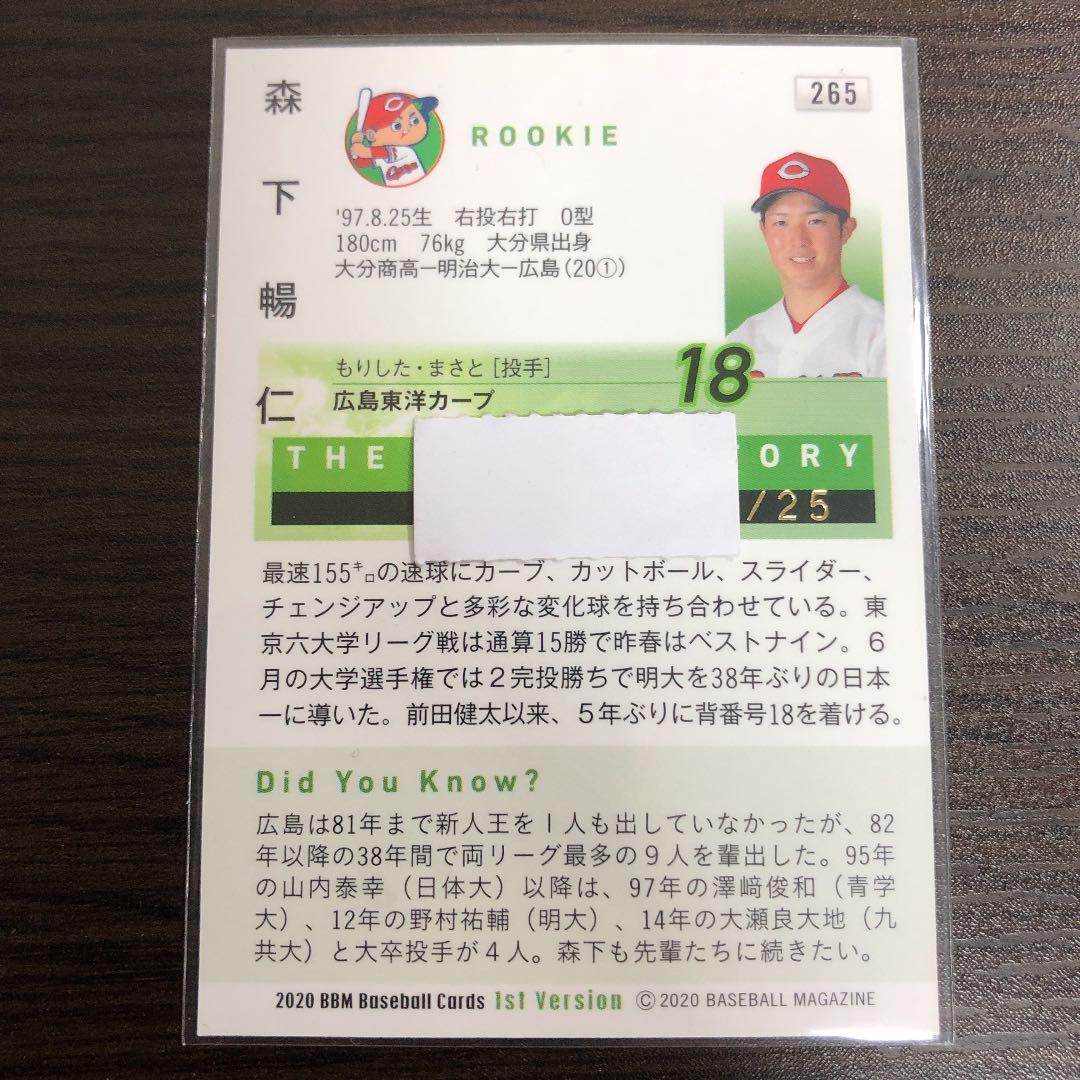 森下暢仁
C
Carp
ROOKIE
265
C
'97.8.25生 右投右打 O型
180cm 76kg 大分県出身
大分商高ー明治大ー広島(20①)
もりした・まさと[投手]
広島東洋カープ
18
THE ORY
/25
最速155㌔の速球にカーブ、カットボール、スライダー、
チェンジアップと多彩な変化球を持ち合わせている。東
京六大学リーグ戦は通算15勝で昨春はベストナイン。6
月の大学選手権では2完投勝ちで明大を38年ぶりの日本
一に導いた。前田健太以来、5年ぶりに背番号18を着ける。
Did You Know?
広島は81年まで新人王を1人も出していなかったが、82
年以降の38年間で両リーグ最多の9人を輩出した。95年
の山内泰幸(日体大)以降は、97年の澤﨑俊和(青学
大)、12年の野村祐輔(明大)、14年の大瀬良大地(九
共大)と大卒投手が4人。森下も先輩たちに続きたい。
2020 BBM Baseball Cards 1st Version ©2020 BASEBALL MAGAZINE